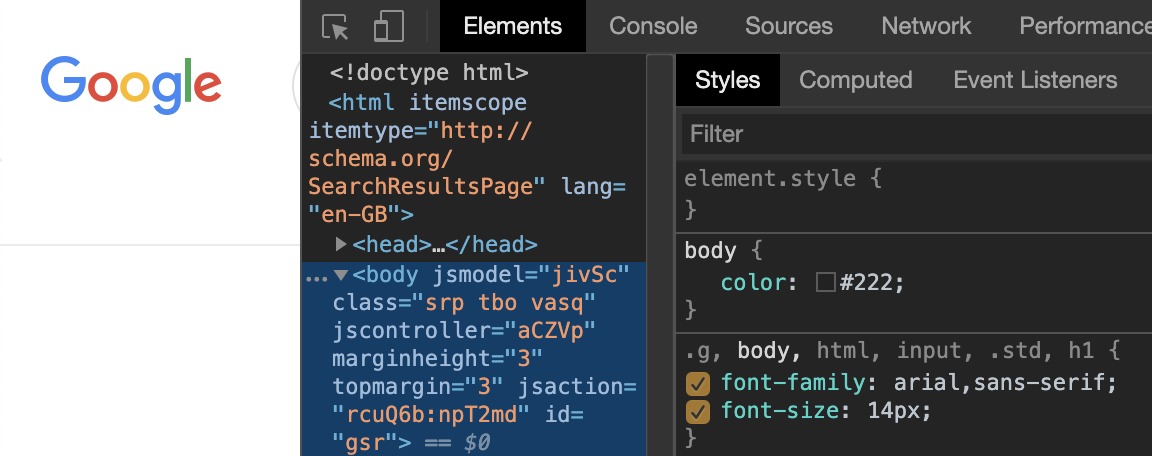 Google
Elements Console Sources Network Performance
<!doctype html>
<html itemscope
itemtype="http://
schema.org/
SearchResultsPage" lang=
"en-GB">
<head>…</head>
… <body jsmodel="jivSc"
class="srp tbo vasq"
jscontroller="aCZVp"
marginheight="3"
topmargin="3" jsaction=
"rcuQ6b:npT2md" id=
"gsr"> == $0
Styles Computed Event Listeners
Filter
element.style {
}
body {
color: #222;
}
.g, body, html, input, .std, h1 {
font-family: arial,sans-serif;
font-size: 14px;
}